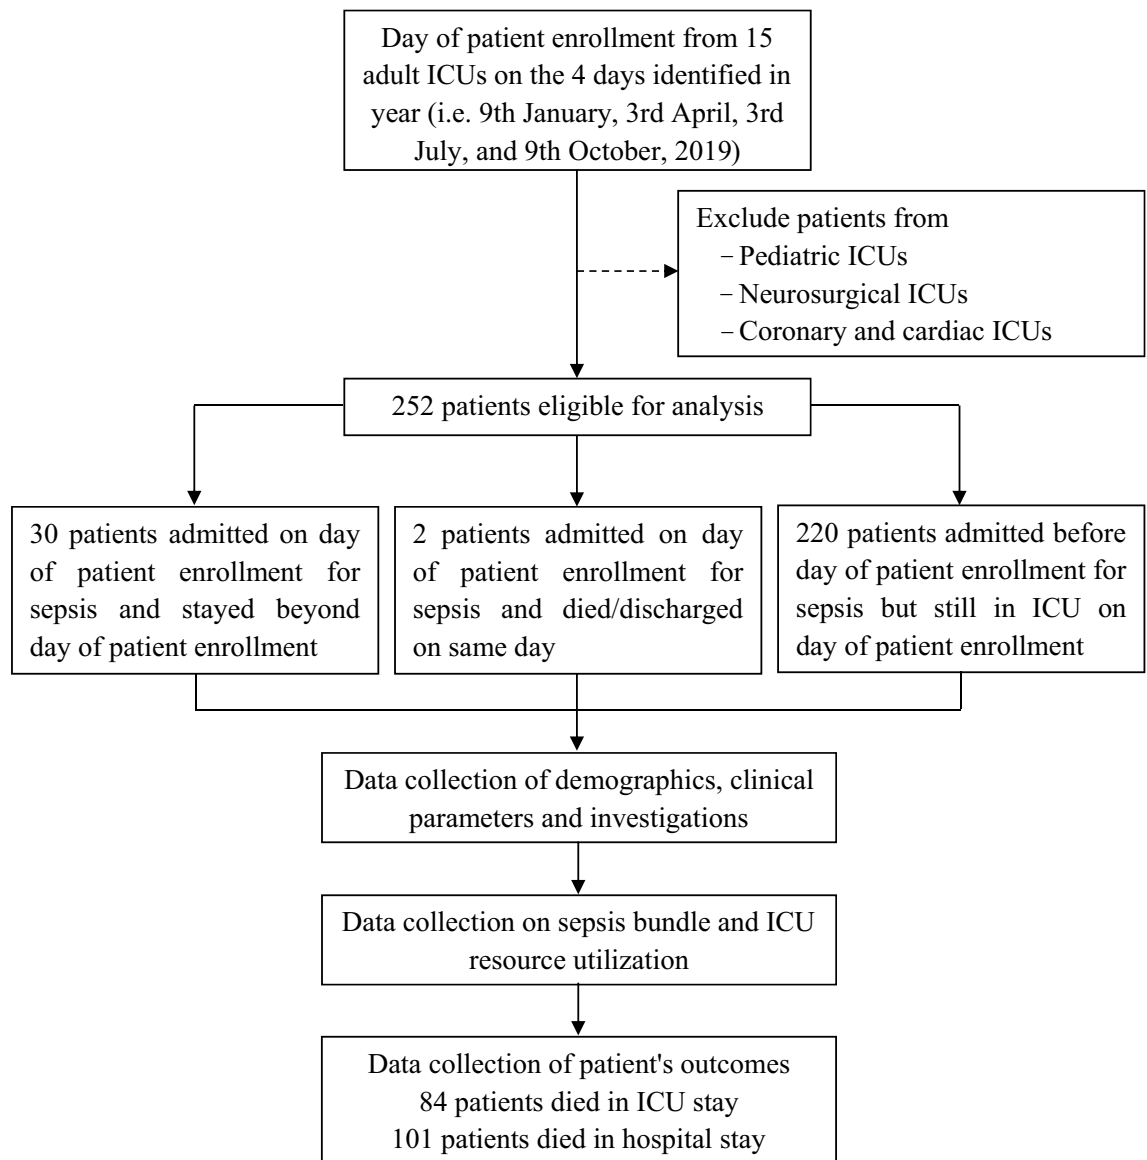 Day of patient enrollment from 15
adult ICUs on the 4 days identified in
year (i.e. 9th January, 3rd April, 3rd
July, and 9th October, 2019)
Exclude patients from
– Pediatric ICUs
– Neurosurgical ICUs
– Coronary and cardiac ICUs
252 patients eligible for analysis
30 patients admitted on day
of patient enrollment for
sepsis and stayed beyond
day of patient enrollment
2 patients admitted on day
of patient enrollment for
sepsis and died/discharged
on same day
220 patients admitted before
day of patient enrollment for
sepsis but still in ICU on
day of patient enrollment
Data collection of demographics, clinical
parameters and investigations
Data collection on sepsis bundle and ICU
resource utilization
Data collection of patient's outcomes
84 patients died in ICU stay
101 patients died in hospital stay